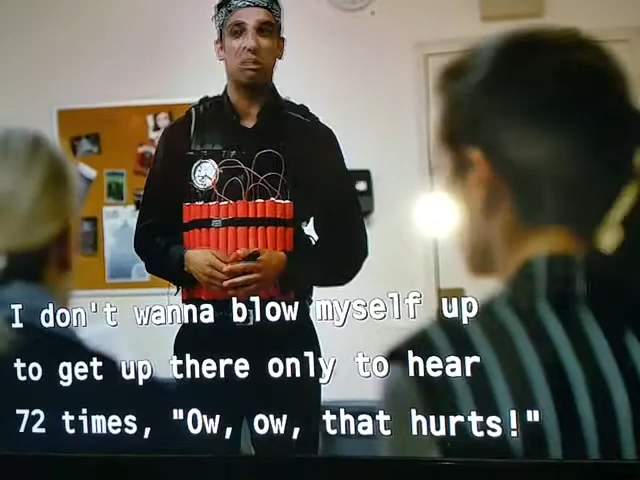 I don't wanna blow myself up
to get up there only to hear
72 times, "Ow, ow, that hurts!"